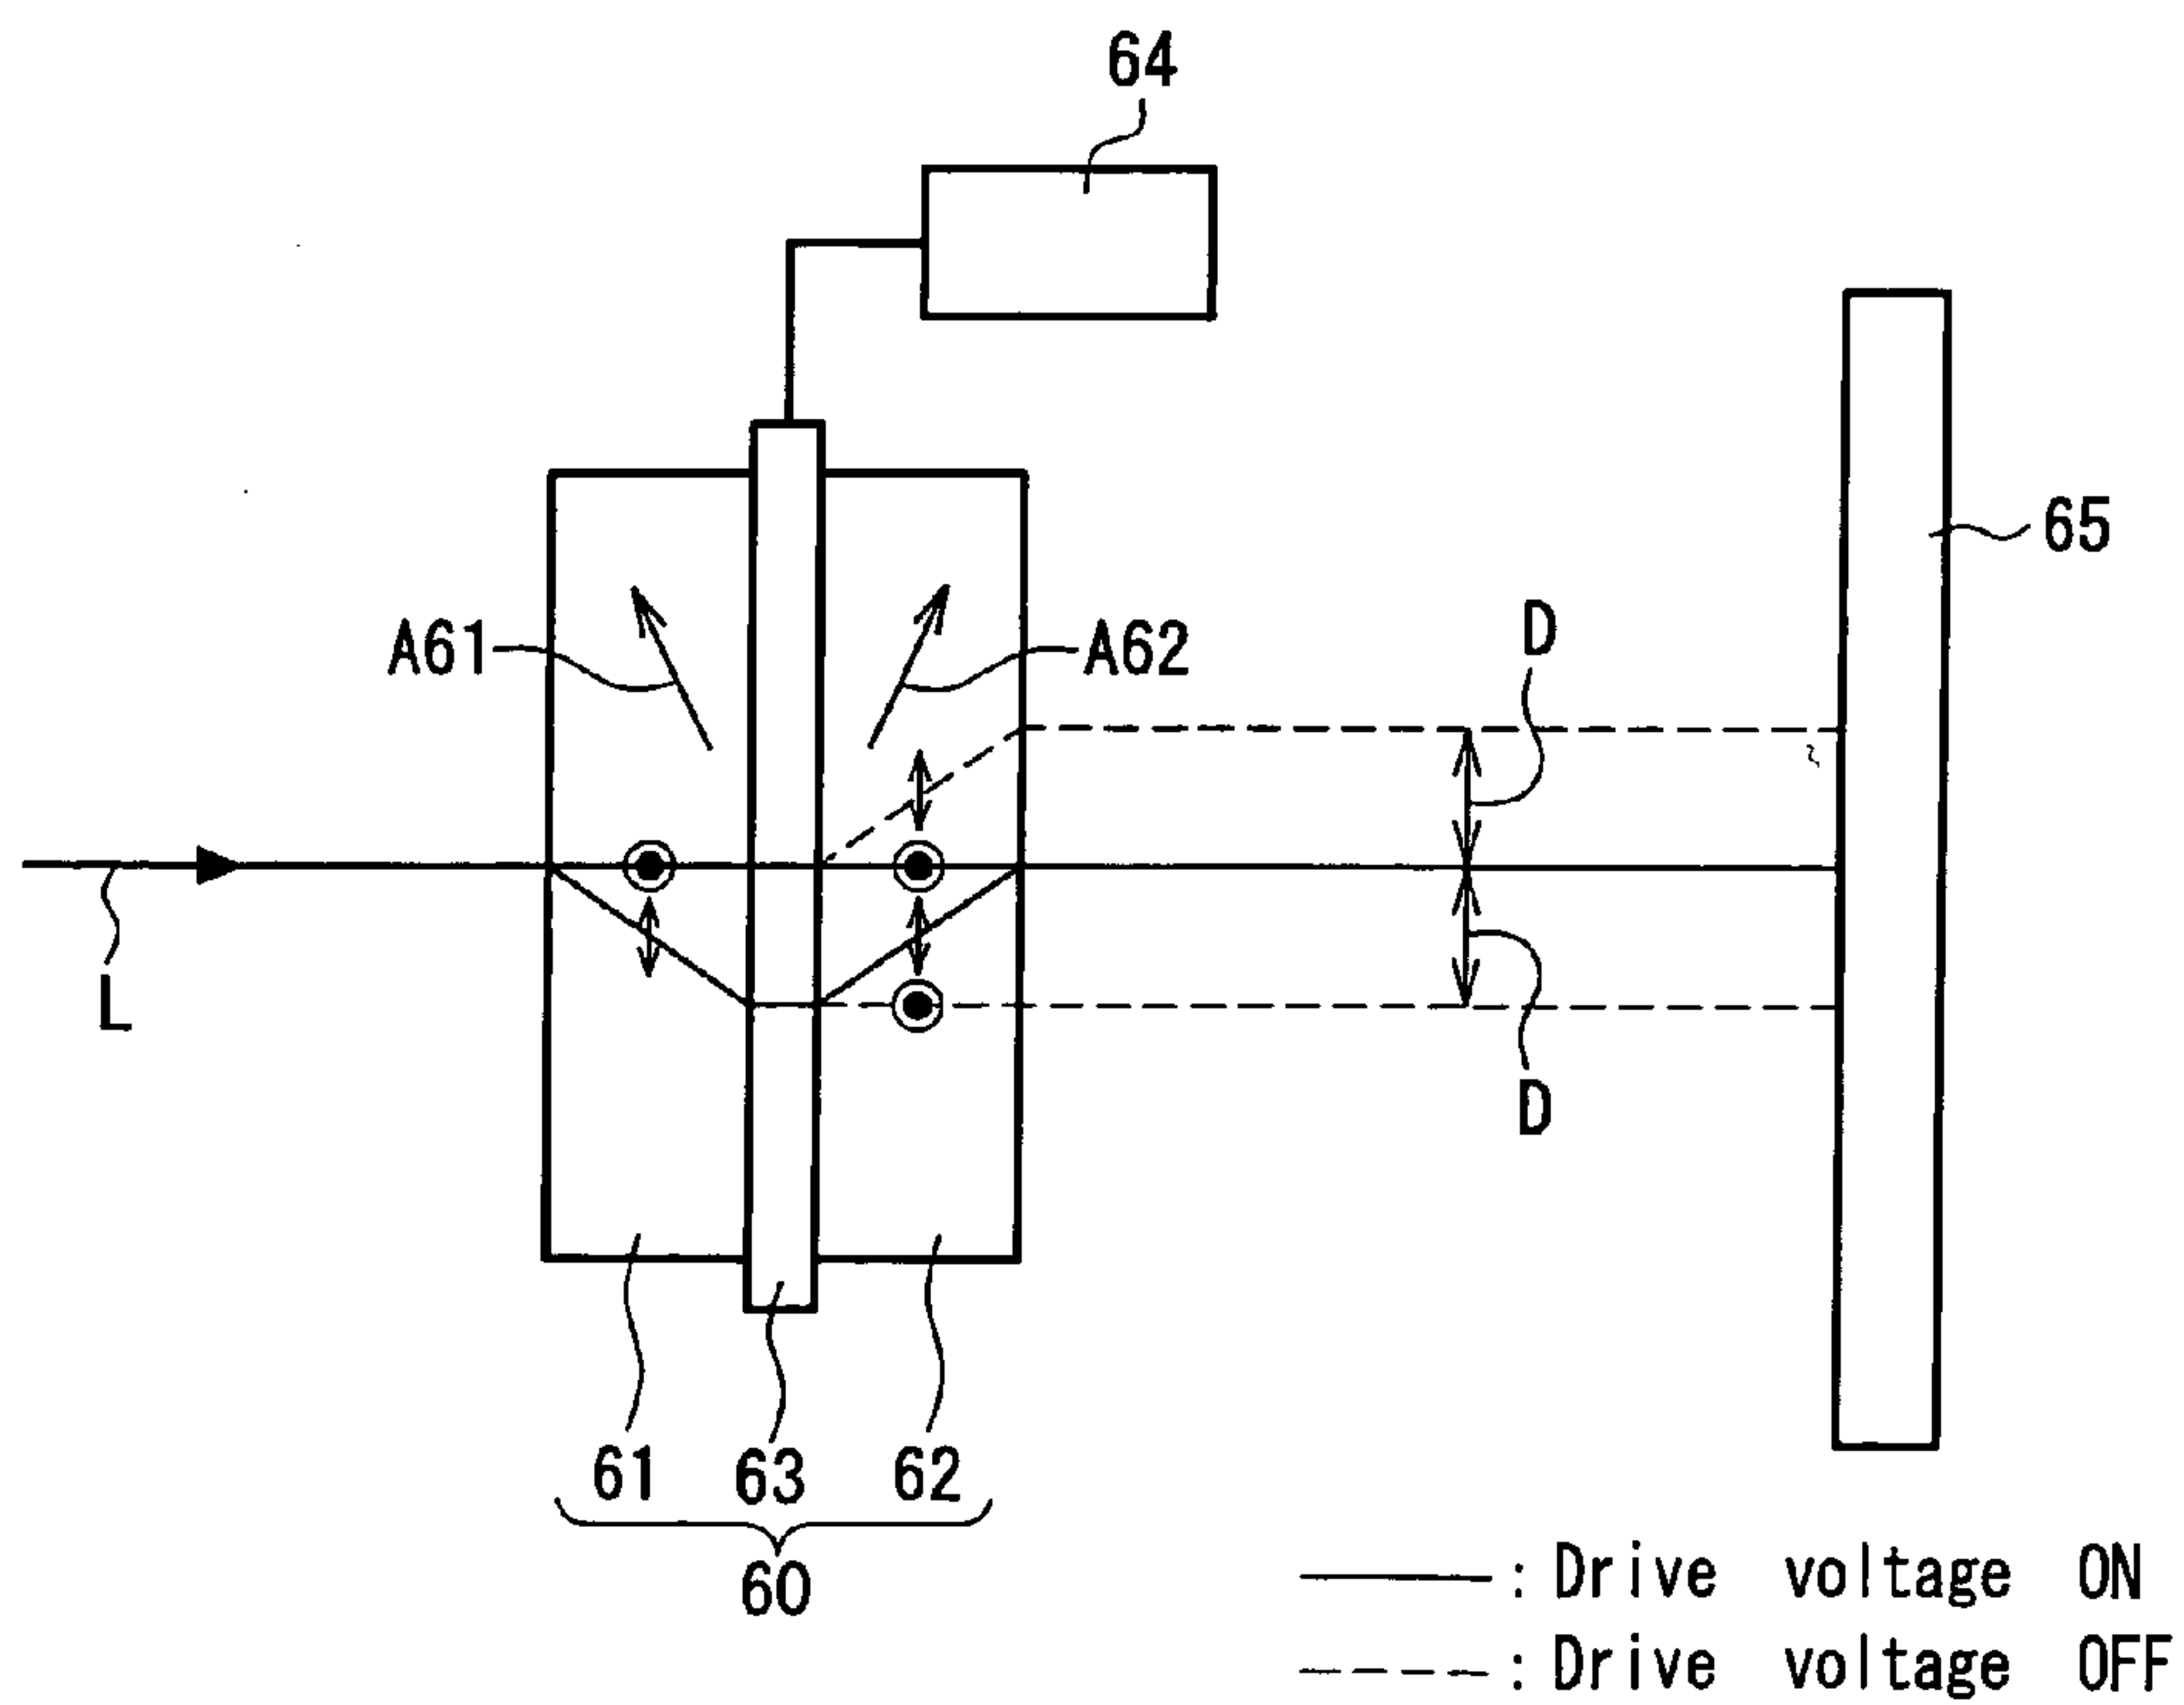 64
65
A61
A62
D
L
D
61
63
62
60
: Drive voltage ON
: Drive voltage OFF